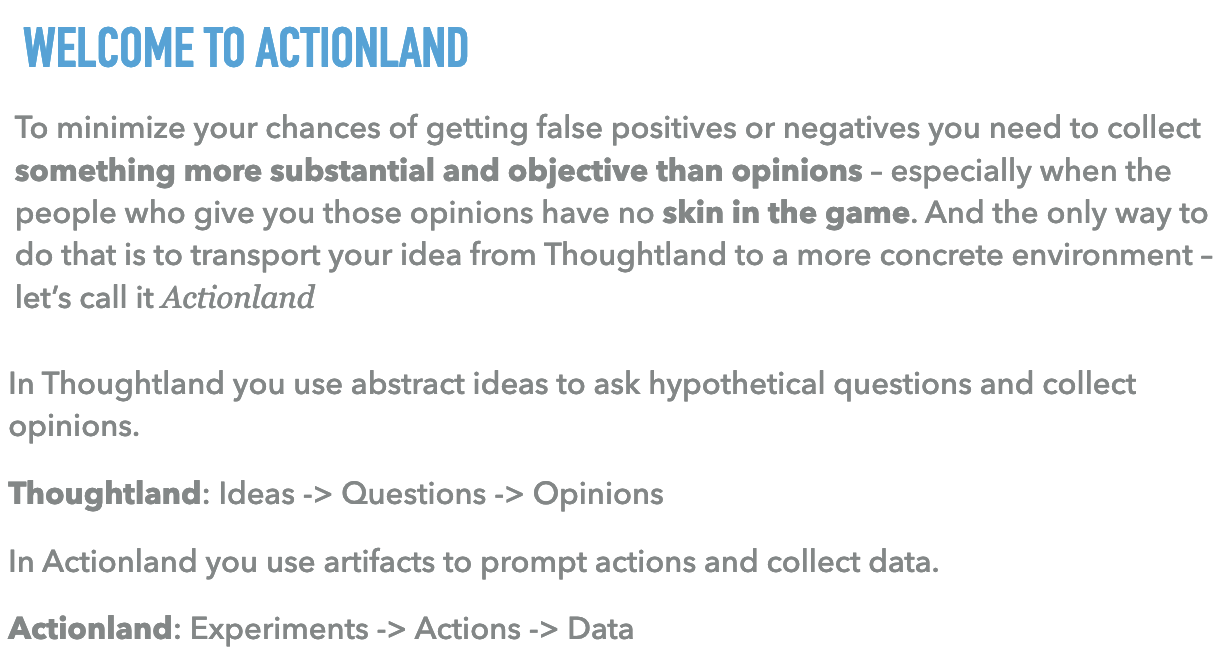 WELCOME TO ACTIONLAND
To minimize your chances of getting false positives or negatives you need to collect
something more substantial and objective than opinions – especially when the
people who give you those opinions have no skin in the game. And the only way to
do that is to transport your idea from Thoughtland to a more concrete environment –
let’s call it Actionland
In Thoughtland you use abstract ideas to ask hypothetical questions and collect
opinions.
Thoughtland: Ideas -> Questions -> Opinions
In Actionland you use artifacts to prompt actions and collect data.
Actionland: Experiments -> Actions -> Data